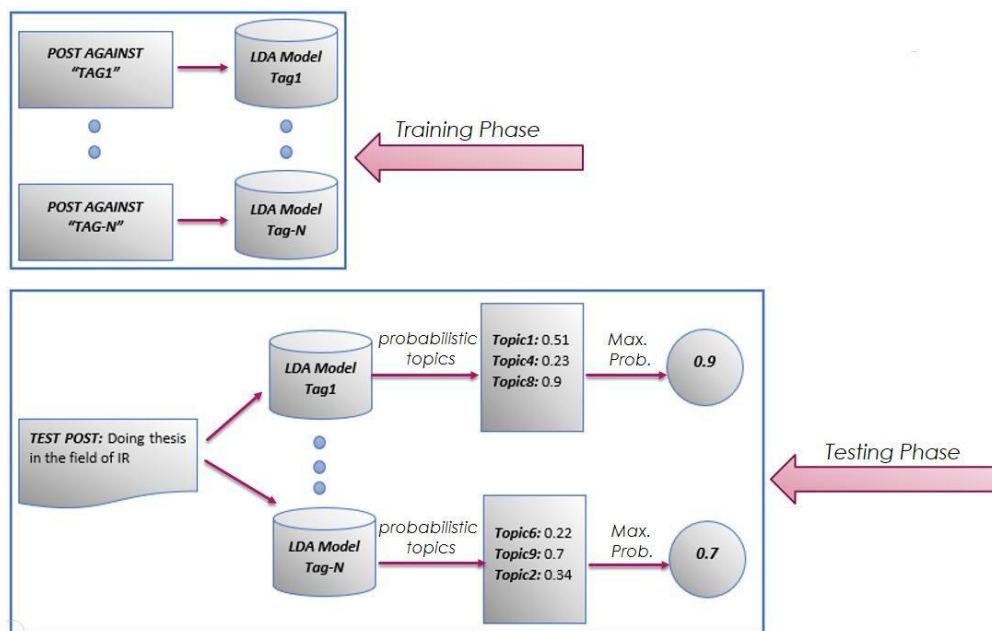 POST AGAINST
“TAG1”
LDA Model
Tag1
Training Phase
POST AGAINST
“TAG-N”
LDA Model
Tag-N
TEST POST: Doing thesis
in the field of IR
LDA Model
Tag1
probabilistic
topics
Topic1: 0.51
Topic4: 0.23
Topic8: 0.9
Max.
Prob.
0.9
Testing Phase
LDA Model
Tag-N
probabilistic
topics
Topic6: 0.22
Topic9: 0.7
Topic2: 0.34
Max.
Prob.
0.7